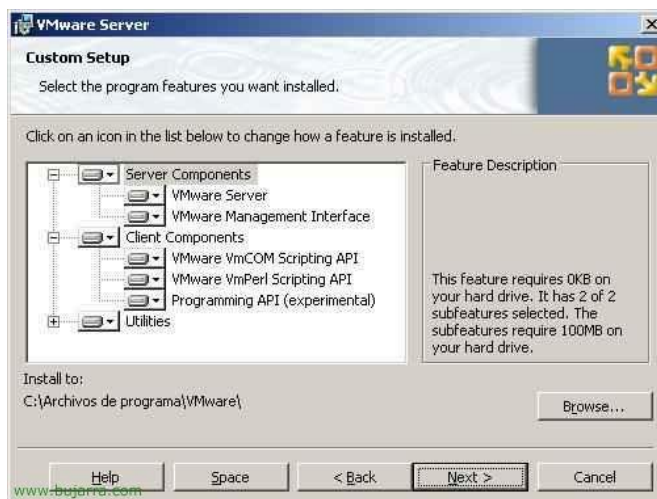 VMware Server
Custom Setup
Select the program features you want installed.
Click on an icon in the list below to change how a feature is installed.
Server Components
VMware Server
VMware Management Interface
Client Components
VMware VmCOM Scripting API
VMware VmPerl Scripting API
Programming API (experimental)
Utilities
Feature Description
This feature requires 0KB on
your hard drive. It has 2 of 2
subfeatures selected. The
subfeatures require 100MB on
your hard drive.
Install to:
C:\Archivos de programa\VMware\
Browse...
Help
Space
< Back
Next >
Cancel
www.bujarra.com